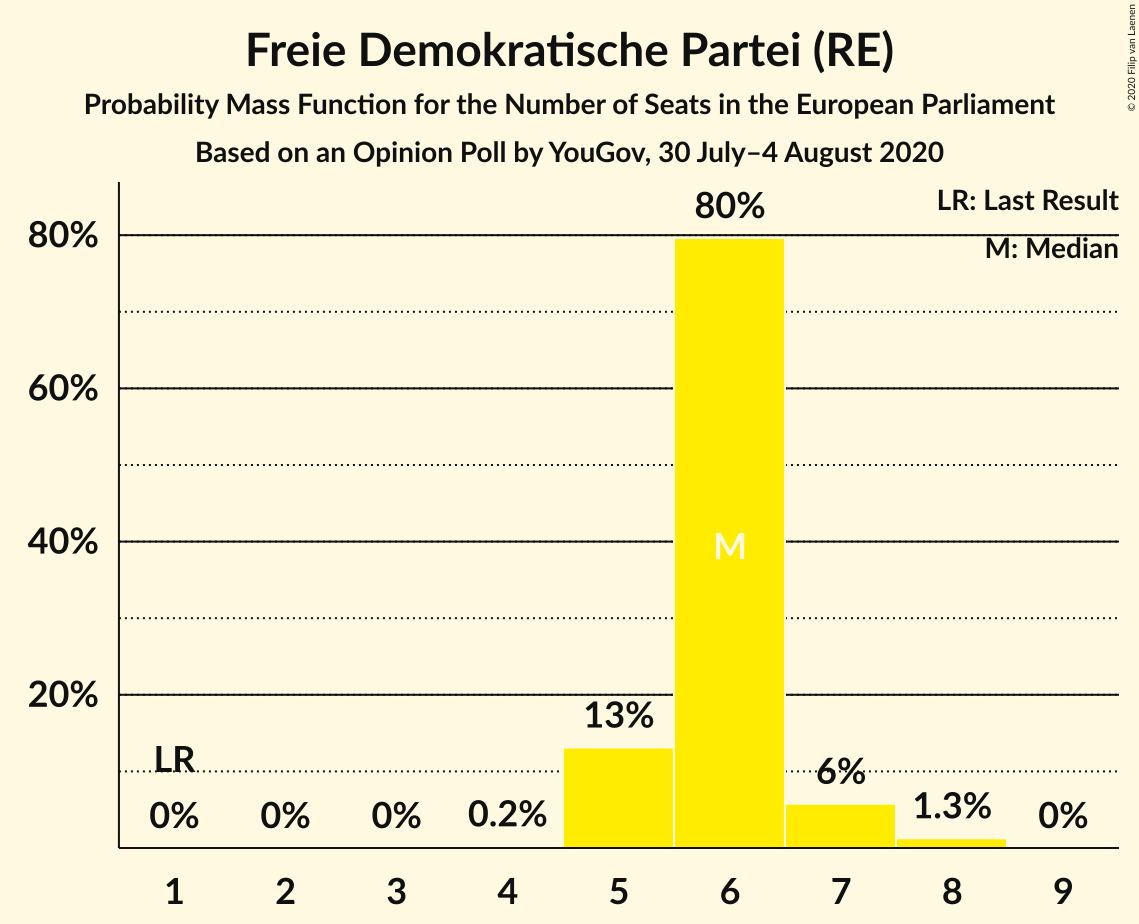 Freie Demokratische Partei (RE)
Probability Mass Function for the Number of Seats in the European Parliament
Based on an Opinion Poll by YouGov, 30 July–4 August 2020
© 2020 Filip van Laenen
LR: Last Result
M: Median
80%
60%
40%
20%
LR
0%
0%
0%
0.2%
13%
80%
M
6%
1.3%
0%
1 2 3 4 5 6 7 8 9